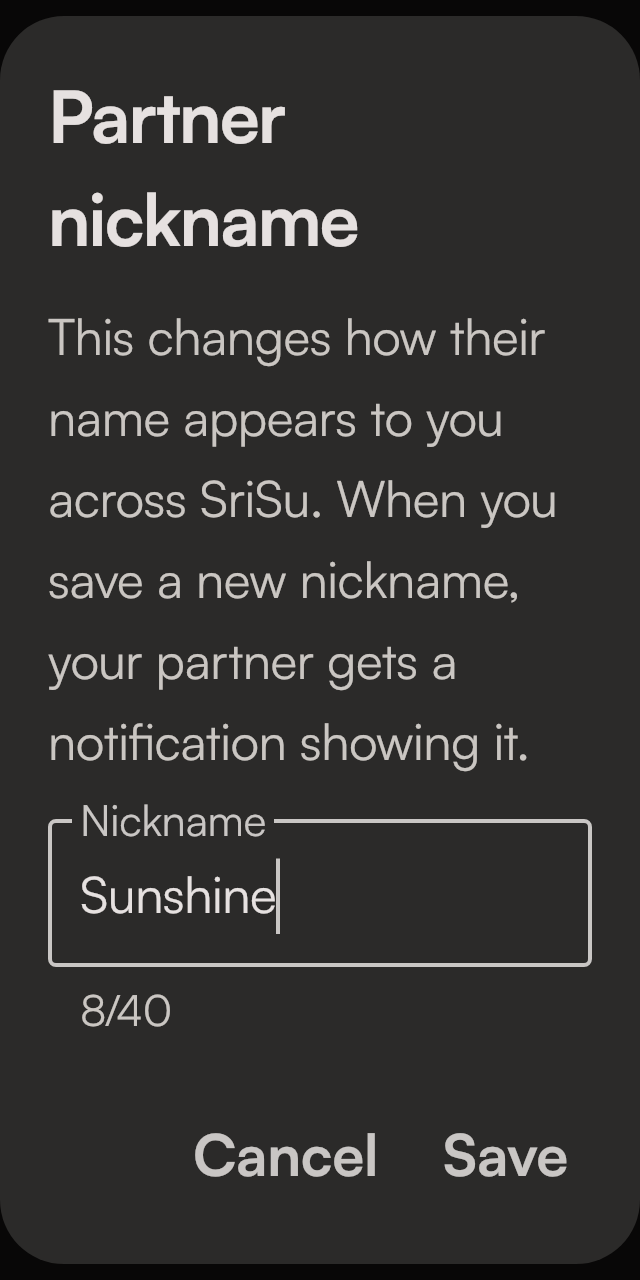 Partner
nickname
This changes how their
name appears to you
across SriSu. When you
save a new nickname,
your partner gets a
notification showing it.
Nickname
Sunshine
8/40
Cancel Save